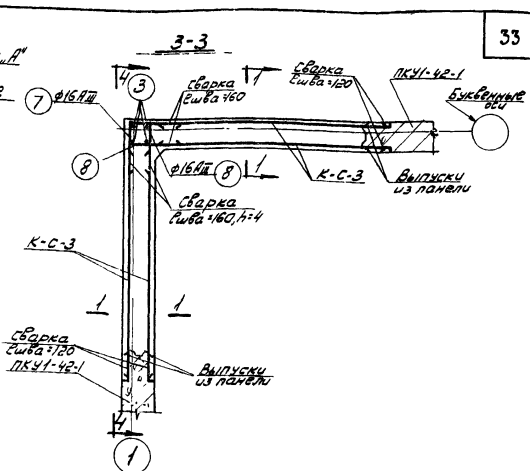 33
3-3
„А"
4
1
3
Сварка
ℓшва=160
Сварка
ℓшва=120
ПКУ1-42-1
Буквенные
оси
7
ф16АIII
8
ф16АIII
8
1
К-С-3
Выпуски
из панели
Сварка
ℓшва=160, h=4
К-С-3
1
1
Сварка
ℓшва=120
ПКУ1-42-1
Выпуски
из панели
4
1